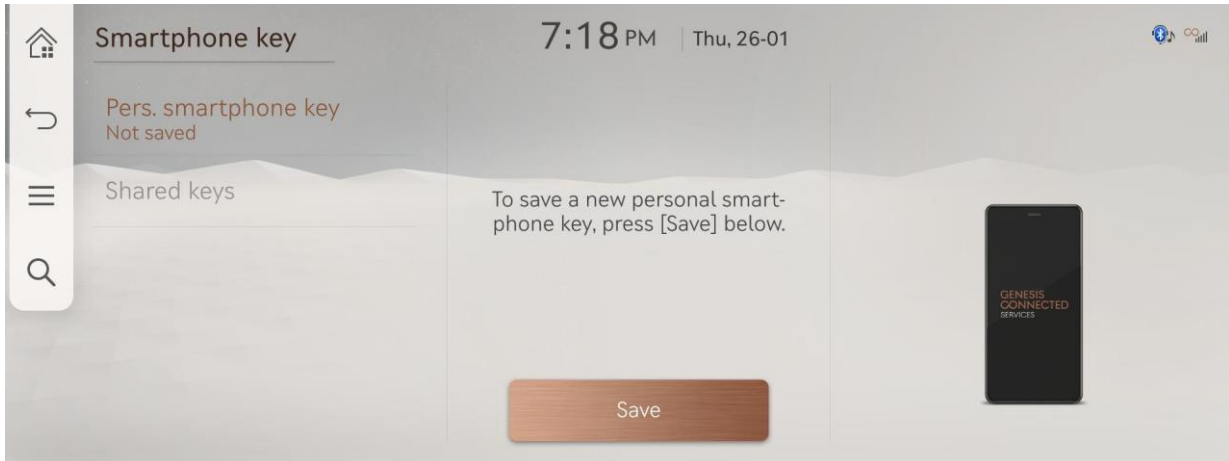 Smartphone key
7:18 PM Thu, 26-01
Pers. smartphone key
Not saved
Shared keys
To save a new personal smart-
phone key, press [Save] below.
Save
GENESIS
CONNECTED
SERVICES